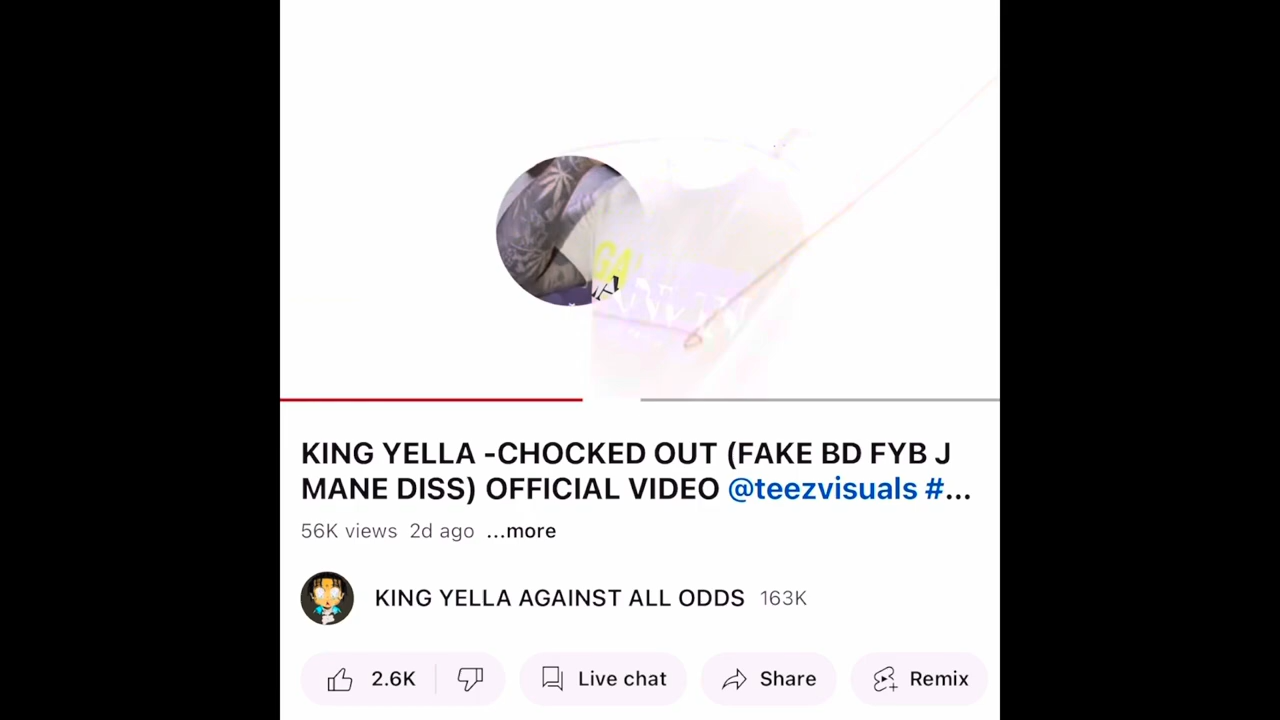 GA
KING YELLA -CHOCKED OUT (FAKE BD FYB J
MANE DISS) OFFICIAL VIDEO @teezvisuals #...
56K views 2d ago ...more
KING YELLA AGAINST ALL ODDS 163K
2.6K Live chat Share Remix